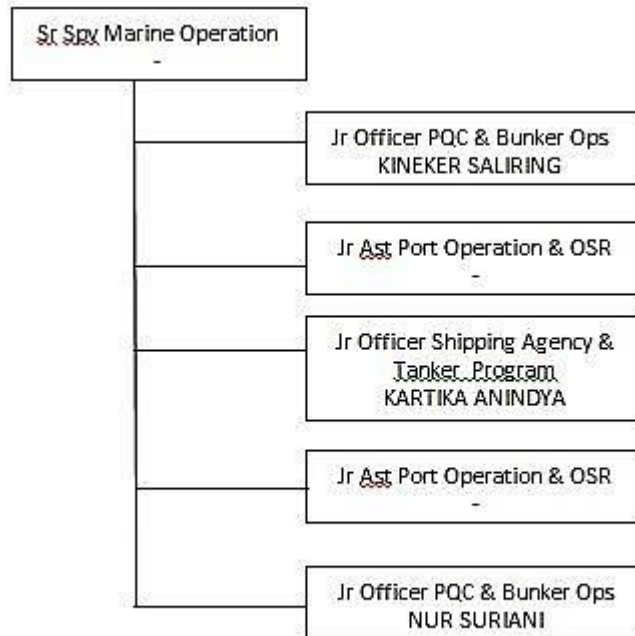 Sr Spv Marine Operation
-
Jr Officer PQC & Bunker Ops
KINEKER SALIRING
Jr Ast Port Operation & OSR
-
Jr Officer Shipping Agency &
Tanker Program
KARTIKA ANINDYA
Jr Ast Port Operation & OSR
-
Jr Officer PQC & Bunker Ops
NUR SURIANI